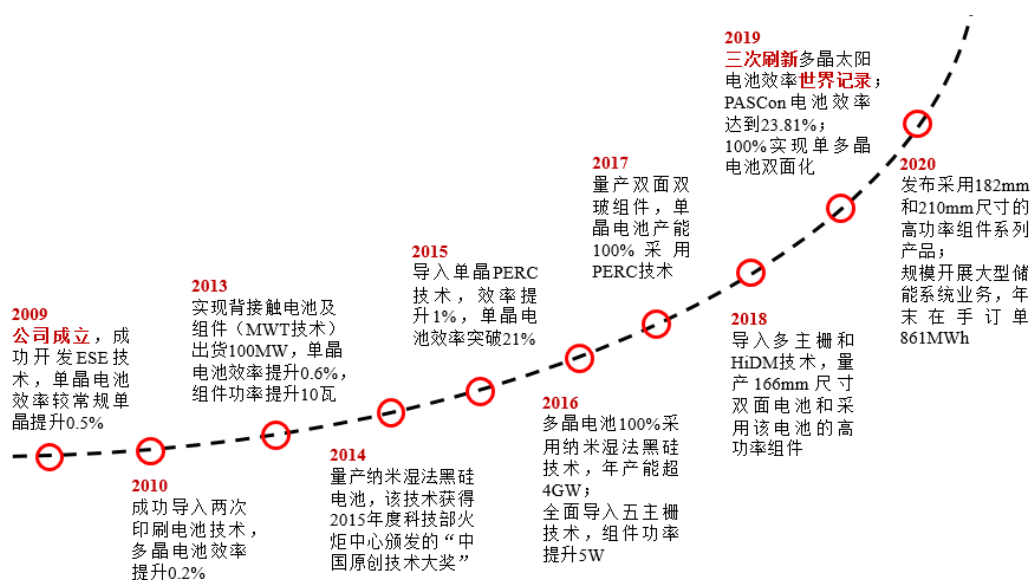 2009
公司成立，成
功开发ESE技
术，单晶电池
效率较常规单
晶提升0.5%
2010
成功导入两次
印刷电池技术，
多晶电池效率
提升0.2%
2013
实现背接触电池及
组件（MWT技术）
出货100MW，单晶
电池效率提升0.6%，
组件功率提升10瓦
2014
量产纳米湿法黑硅
电池，该技术获得
2015年度科技部火
炬中心颁发的“中
国原创技术大奖”
2015
导入单晶PERC
技术，效率提
升1%，单晶电
池效率突破21%
2016
多晶电池100%采
用纳米湿法黑硅
技术，年产能超
4GW；
全面导入五主栅
技术，组件功率
提升5W
2017
量产双面双
玻组件，单
晶电池产能
100%采用
PERC技术
2018
导入多主栅和
HiDM技术，量
产166mm尺寸
双面电池和采
用该电池的高
功率组件
2019
三次刷新多晶太阳
电池效率世界记录；
PASCon电池效率
达到23.81%；
100%实现单多晶
电池双面化
2020
发布采用182mm
和210mm尺寸的
高功率组件系列
产品；
规模开展大型储
能系统业务，年
末在手订单
861MWh